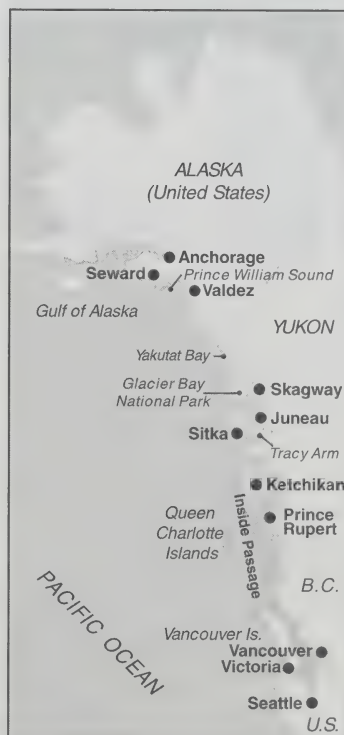 ALASKA
(United States)
Anchorage
Seward
Prince William Sound
Valdez
Gulf of Alaska
YUKON
Yakutat Bay
Glacier Bay
National Park
Skagway
Juneau
Sitka
Tracy Arm
Ketchikan
Queen
Charlotte
Islands
Inside Passage
Prince
Rupert
B.C.
PACIFIC OCEAN
Vancouver Is.
Vancouver
Victoria
Seattle
U.S.